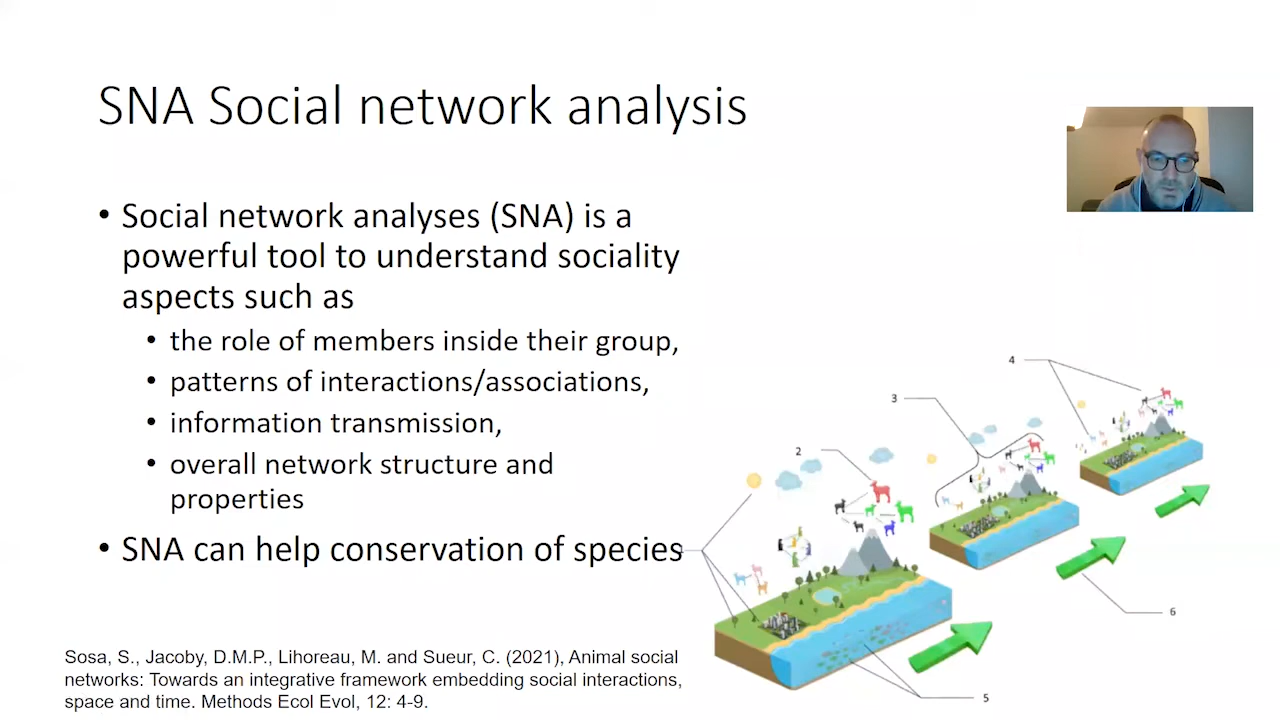 SNA Social network analysis
• Social network analyses (SNA) is a
powerful tool to understand sociality
aspects such as
• the role of members inside their group,
• patterns of interactions/associations,
• information transmission,
• overall network structure and
properties
• SNA can help conservation of species
4
3
2
6
5
Sosa, S., Jacoby, D.M.P., Lihoreau, M. and Sueur, C. (2021), Animal social
networks: Towards an integrative framework embedding social interactions,
space and time. Methods Ecol Evol, 12: 4-9.